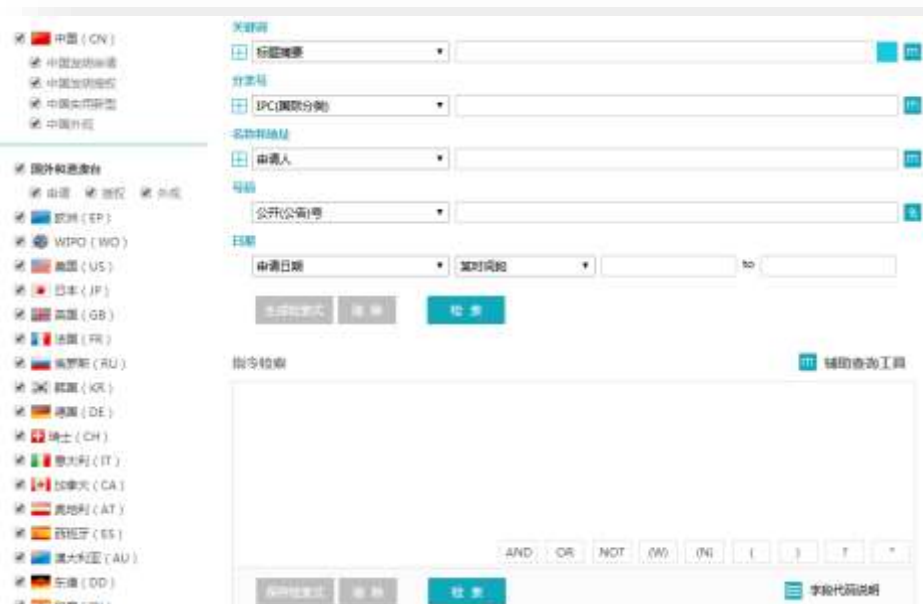 中国 ( CN )
中国发明申请
中国发明授权
中国实用新型
中国外观
国外和港澳台
申请 授权 外观
欧洲 ( EP )
WIPO ( WO )
美国 ( US )
日本 ( JP )
英国 ( GB )
法国 ( FR )
俄罗斯 ( RU )
韩国 ( KR )
德国 ( DE )
瑞士 ( CH )
意大利 ( IT )
加拿大 ( CA )
奥地利 ( AT )
西班牙 ( ES )
澳大利亚 ( AU )
东德 ( DD )
关键词
标题摘要
分类号
IPC(国际分类)
名称和地址
申请人
号码
公开(公告)号
日期
申请日期 某时间起 to
生成检索式 清除 检 索
指令检索 辅助查询工具
AND OR NOT (W) (N) ( ) ? *
保存检索式 清除 检 索 字段代码说明